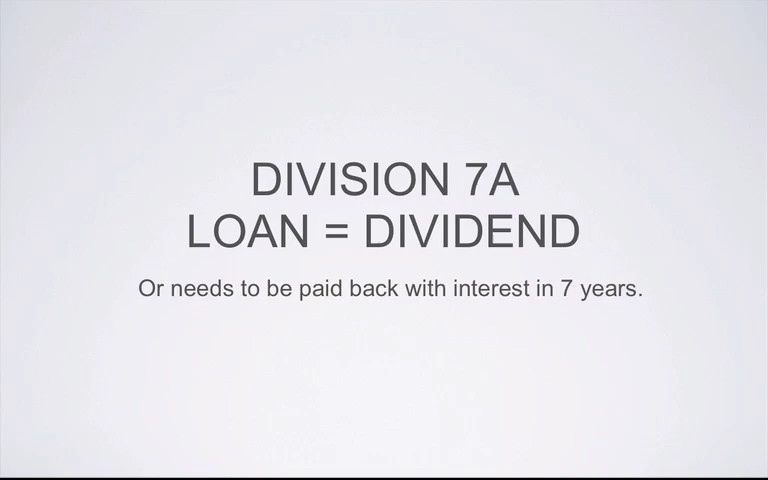 DIVISION 7A
LOAN = DIVIDEND
Or needs to be paid back with interest in 7 years.